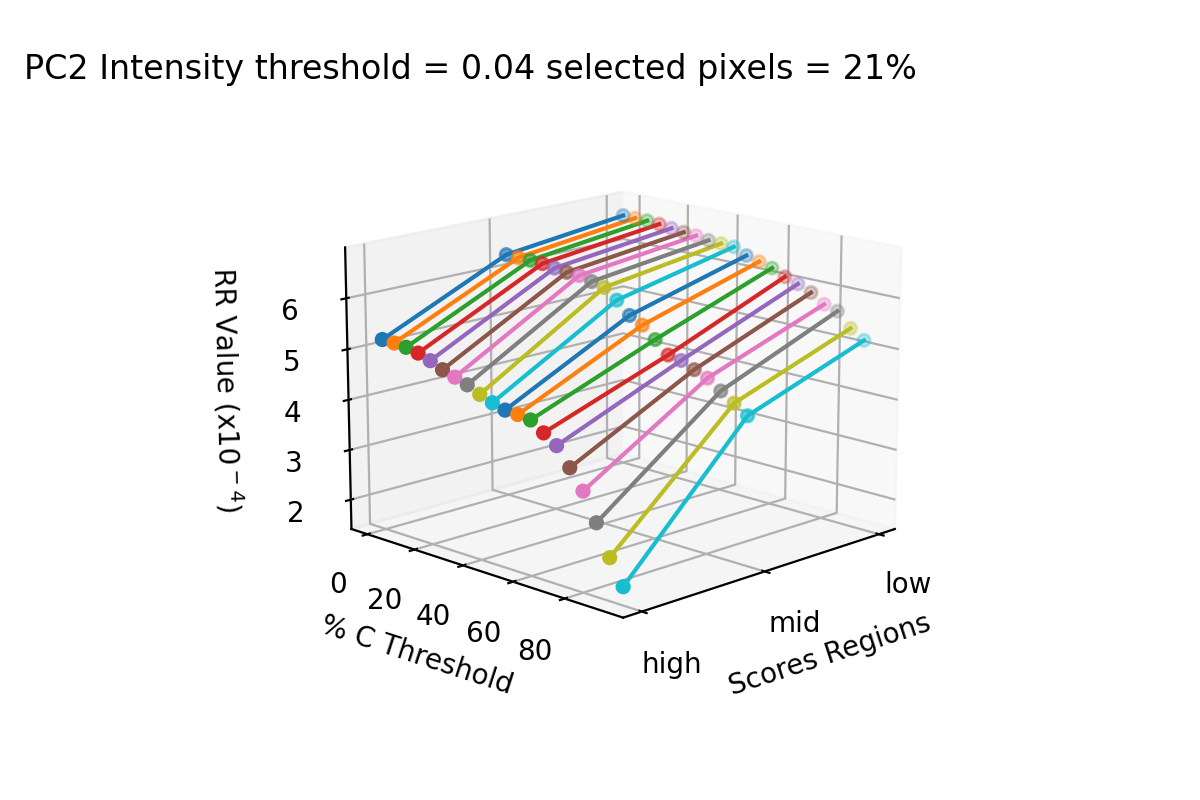 PC2 Intensity threshold = 0.04 selected pixels = 21%
RR Value (x10⁻⁴)
6
5
4
3
2
0
20
40
60
80
% C Threshold
high
mid
low
Scores Regions